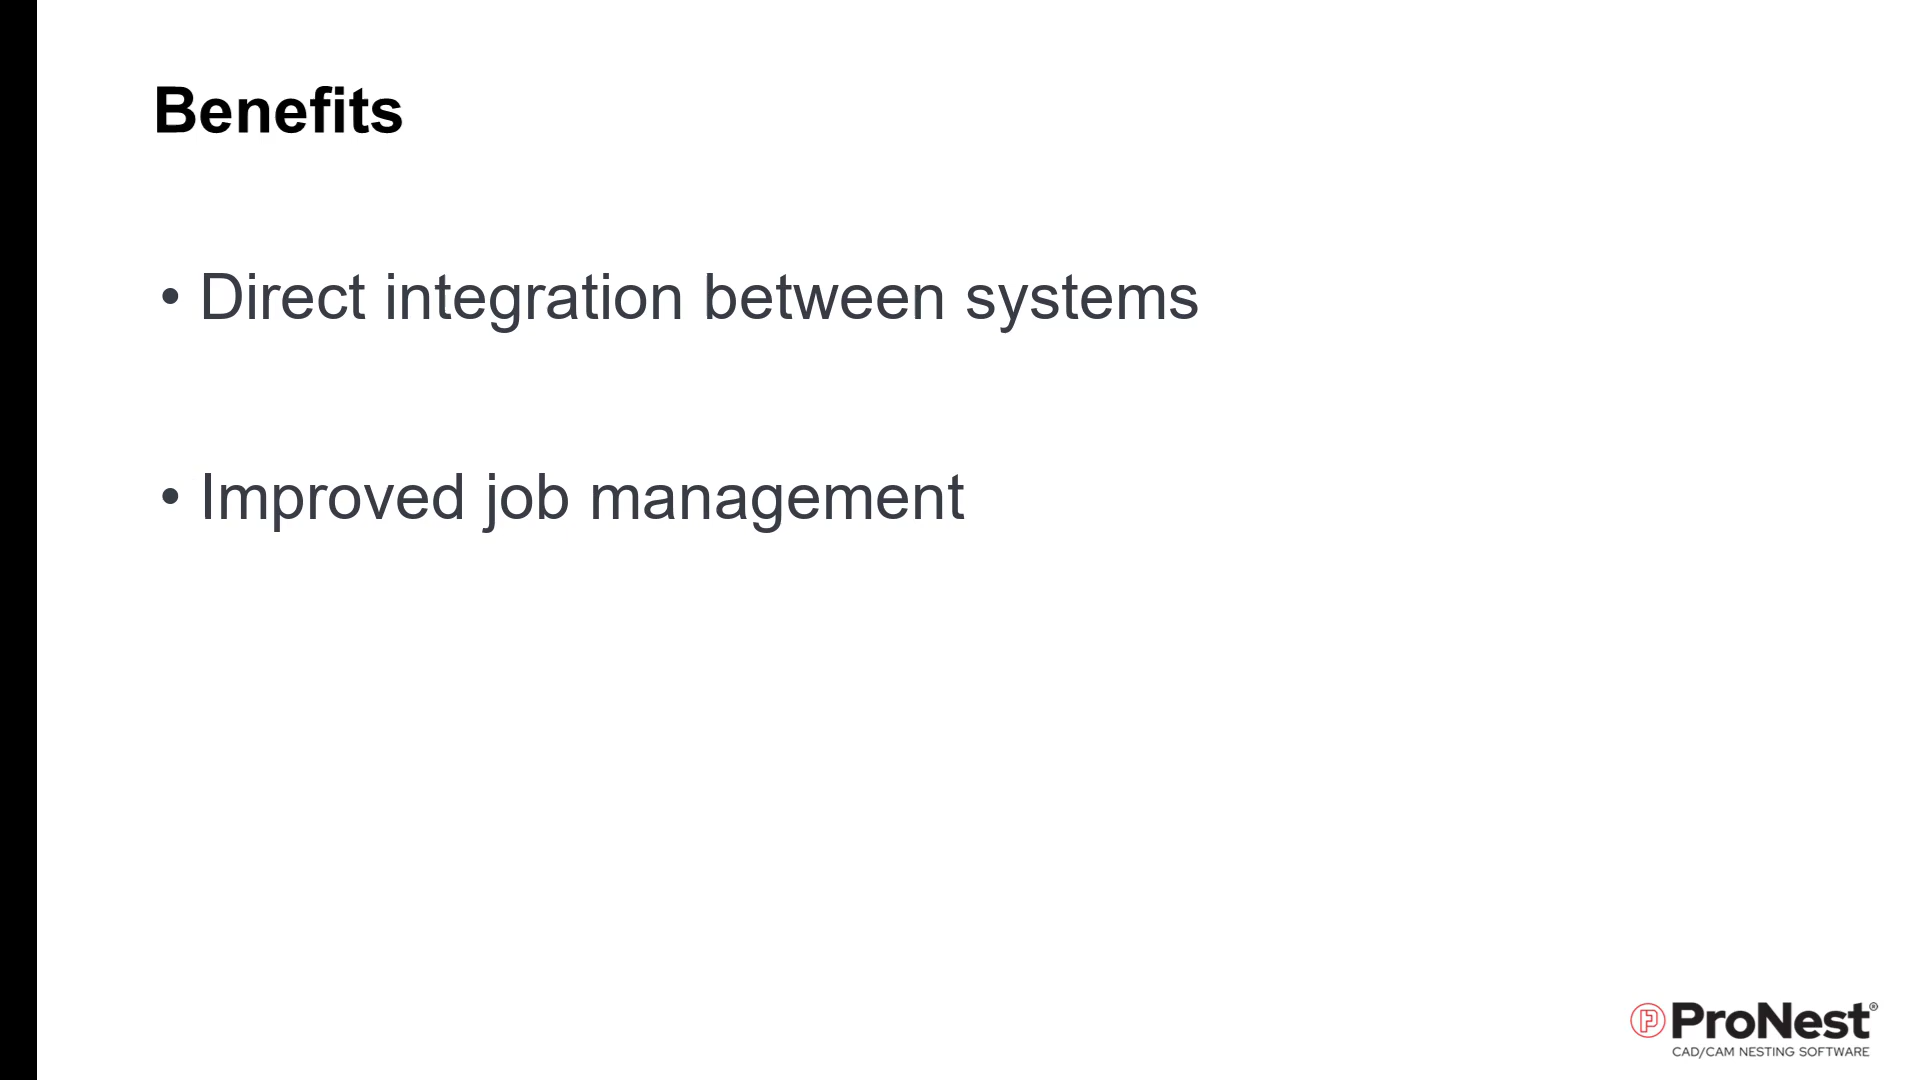 Benefits
• Direct integration between systems
• Improved job management
ProNest®
CAD/CAM NESTING SOFTWARE